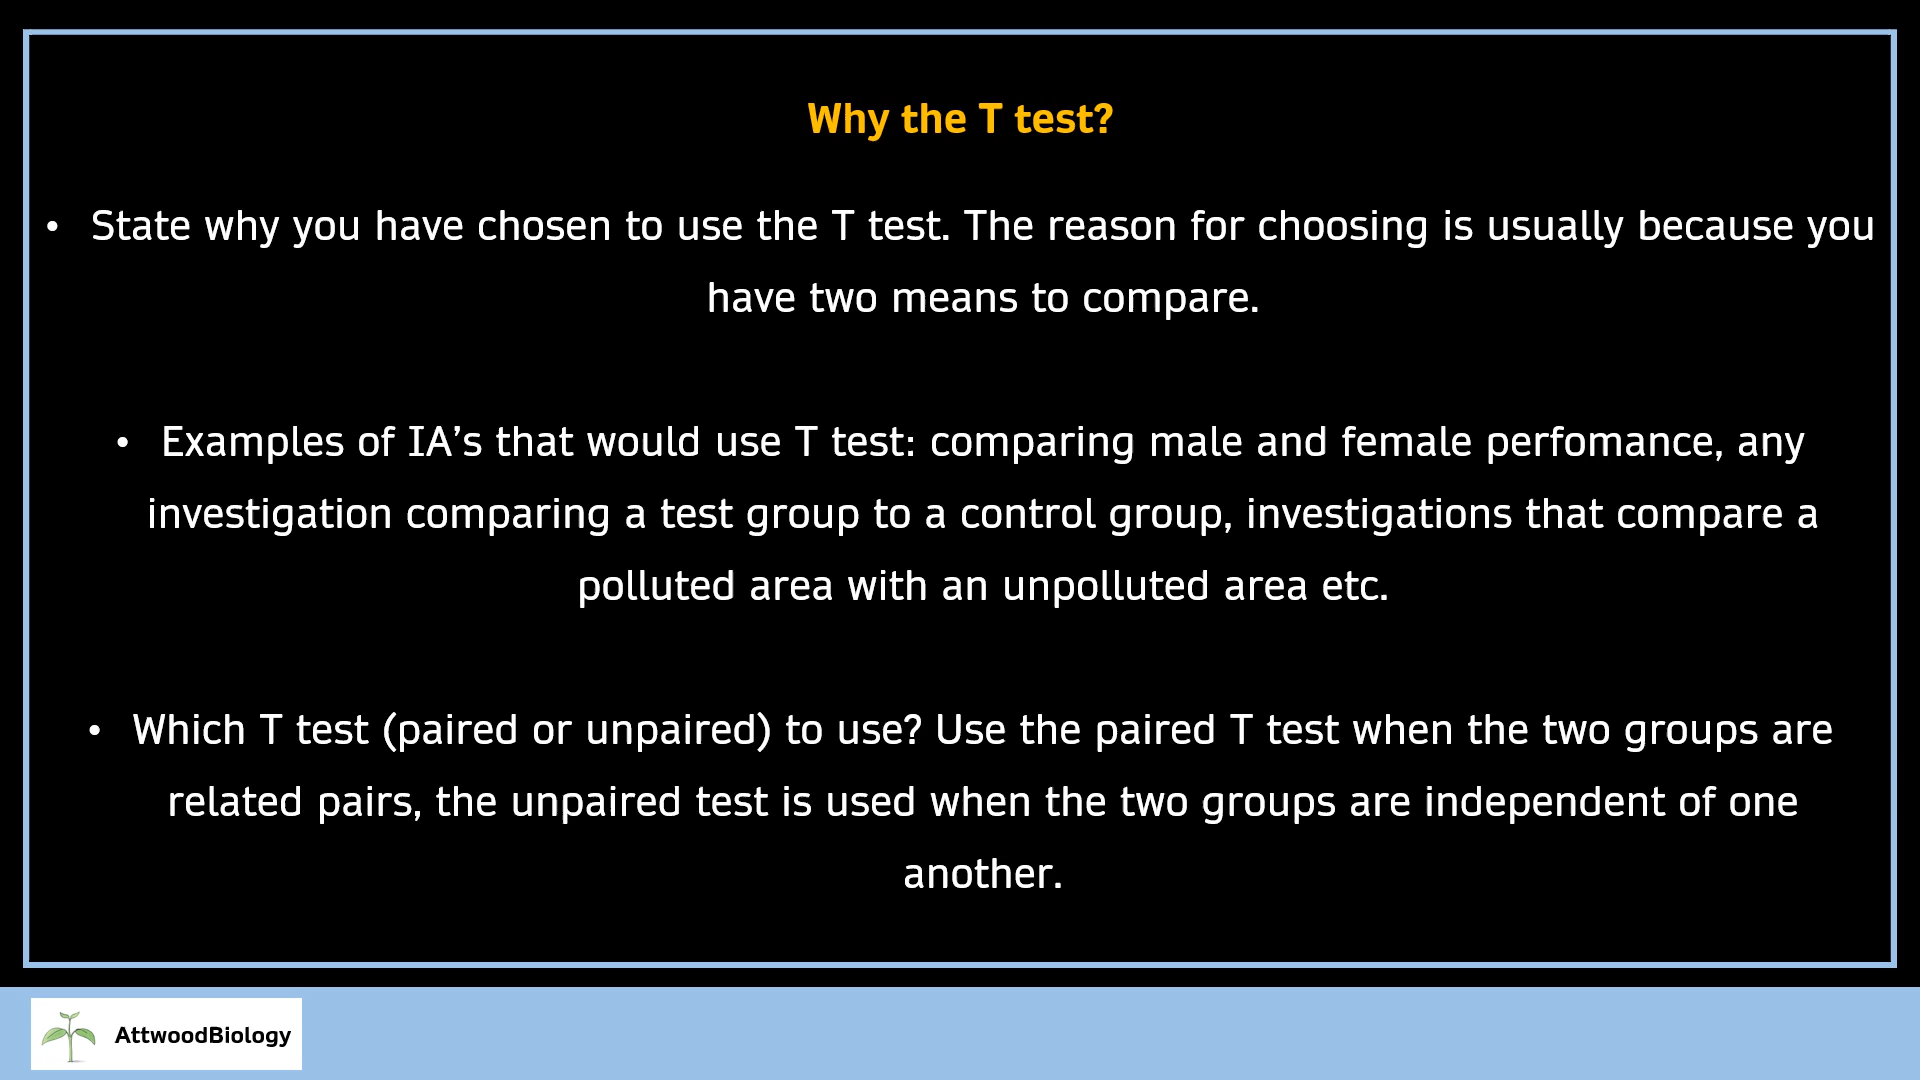 Why the T test?
• State why you have chosen to use the T test. The reason for choosing is usually because you
have two means to compare.
• Examples of IA’s that would use T test: comparing male and female perfomance, any
investigation comparing a test group to a control group, investigations that compare a
polluted area with an unpolluted area etc.
• Which T test (paired or unpaired) to use? Use the paired T test when the two groups are
related pairs, the unpaired test is used when the two groups are independent of one
another.
AttwoodBiology